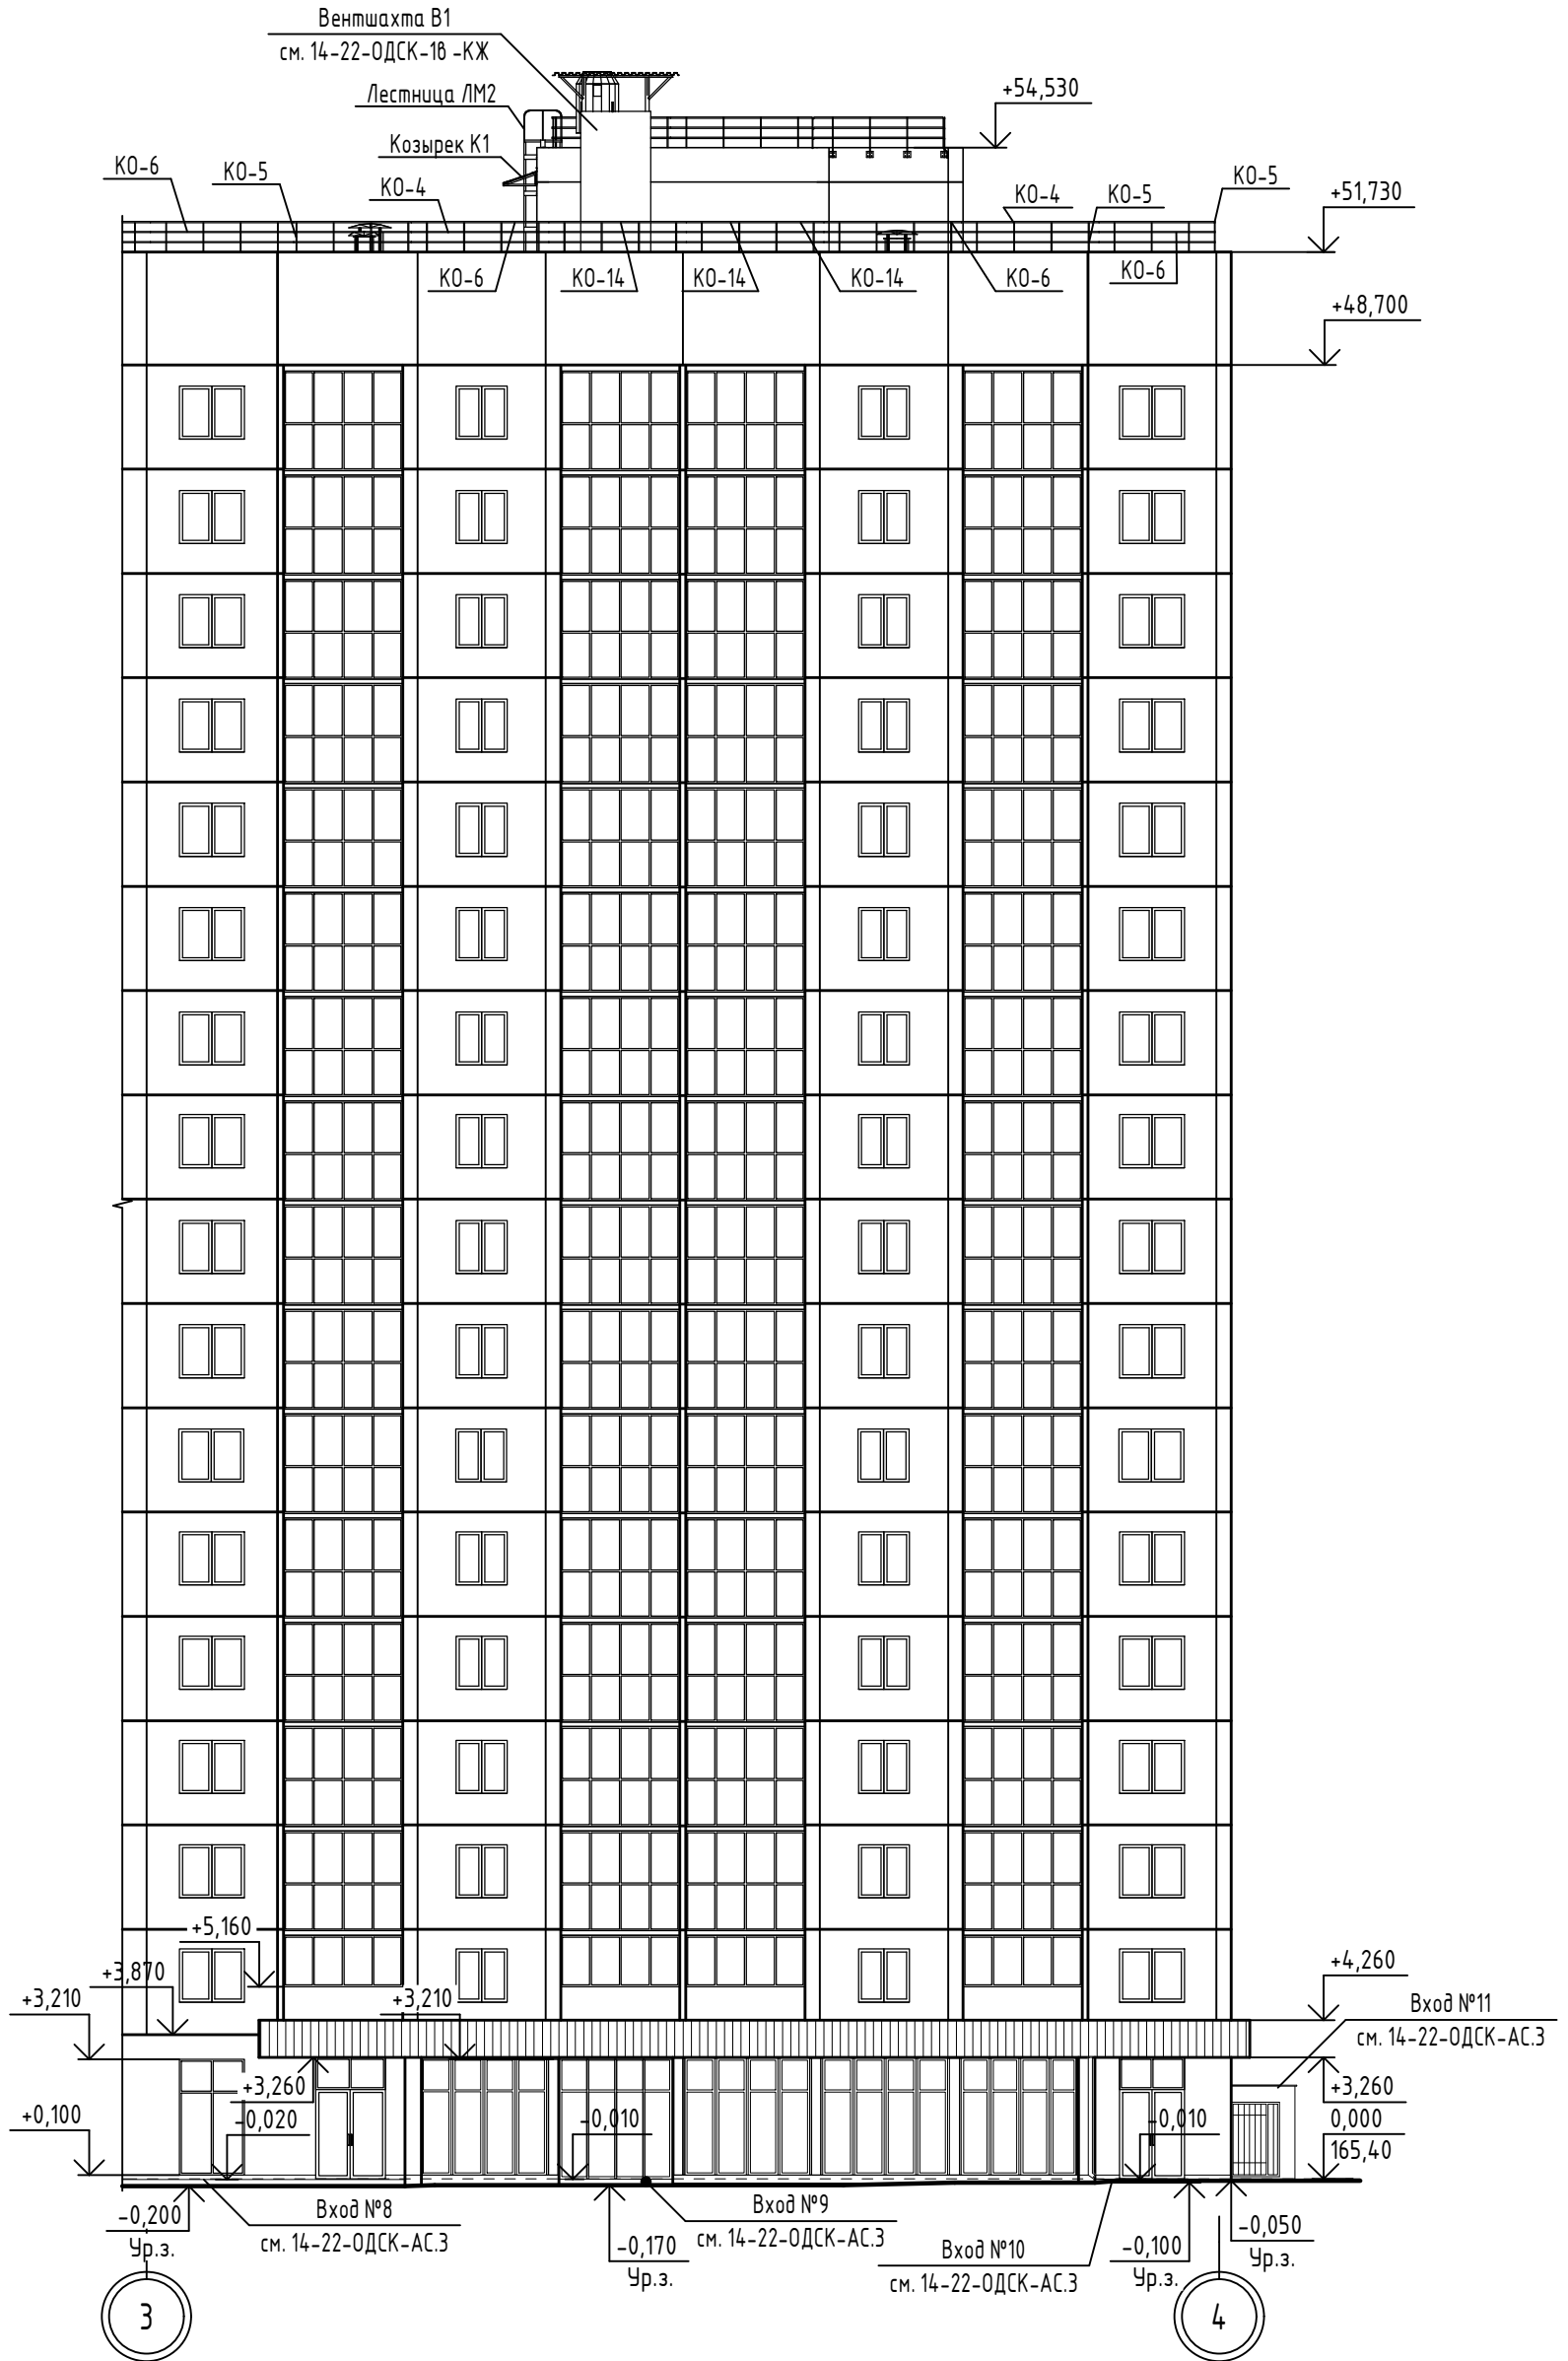 Вентшахта В1
см. 14-22-ОДСК-1в -КЖ
Лестница ЛМ2
+54,530
Козырек К1
КО-6
КО-5
КО-4
КО-4
КО-5
КО-5
+51,730
КО-6
КО-14
КО-14
КО-14
КО-6
КО-6
+48,700
+5,160
+3,870
+3,210
+3,210
+4,260
Вход №11
см. 14-22-ОДСК-АС.3
+3,260
+3,260
+0,100
-0,020
-0,010
-0,010
0,000
165,40
-0,200
Ур.з.
Вход №8
см. 14-22-ОДСК-АС.3
-0,170
Ур.з.
Вход №9
см. 14-22-ОДСК-АС.3
Вход №10
см. 14-22-ОДСК-АС.3
-0,100
Ур.з.
-0,050
Ур.з.
3
4